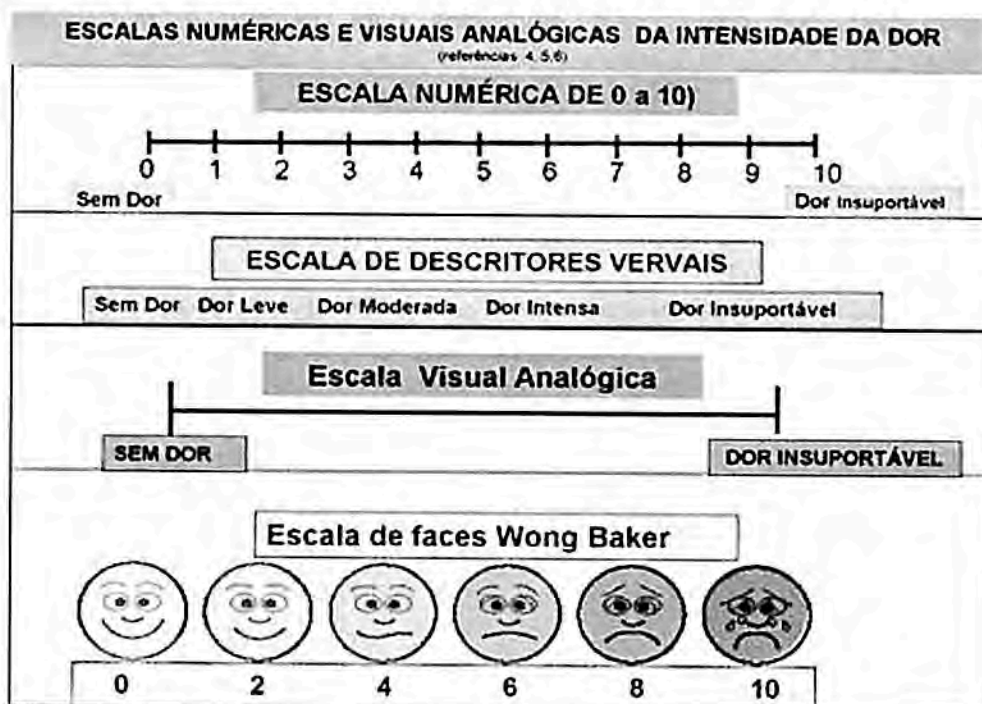 ESCALAS NUMÉRICAS E VISUAIS ANALÓGICAS DA INTENSIDADE DA DOR
(referências 4, 5,6)
ESCALA NUMÉRICA DE 0 a 10)
0 1 2 3 4 5 6 7 8 9 10
Sem Dor Dor Insuportável
ESCALA DE DESCRITORES VERVAIS
Sem Dor Dor Leve Dor Moderada Dor Intensa Dor Insuportável
Escala Visual Analógica
SEM DOR DOR INSUPORTÁVEL
Escala de faces Wong Baker
0 2 4 6 8 10